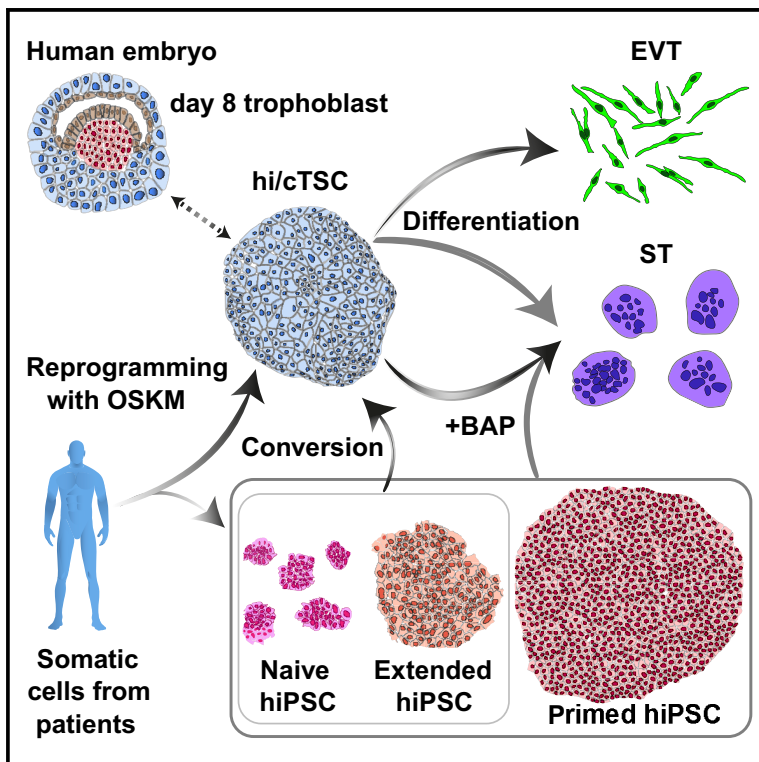 Human embryo
day 8 trophoblast
EVT
hi/cTSC
Differentiation
ST
Reprogramming
with OSKM
+BAP
Conversion
Somatic
cells from
patients
Naive
hiPSC
Extended
hiPSC
Primed hiPSC